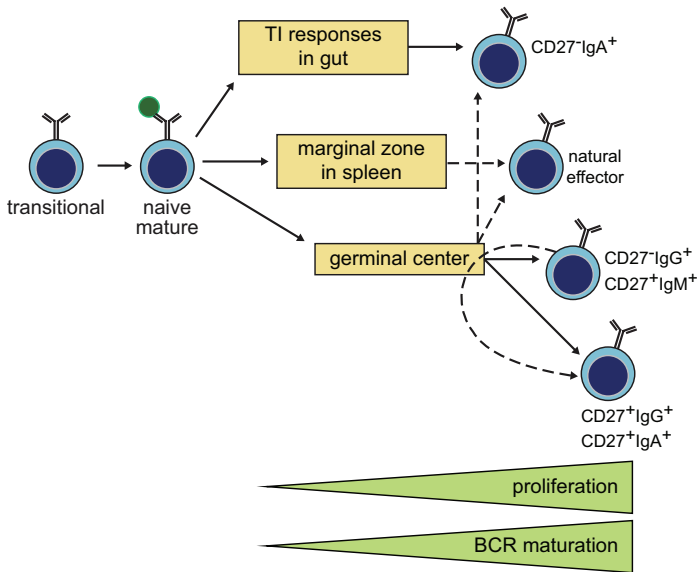 TI responses
in gut
CD27⁻IgA⁺
transitional
naive
mature
marginal zone
in spleen
natural
effector
germinal center
CD27⁻IgG⁺
CD27⁺IgM⁺
CD27⁺IgG⁺
CD27⁺IgA⁺
proliferation
BCR maturation